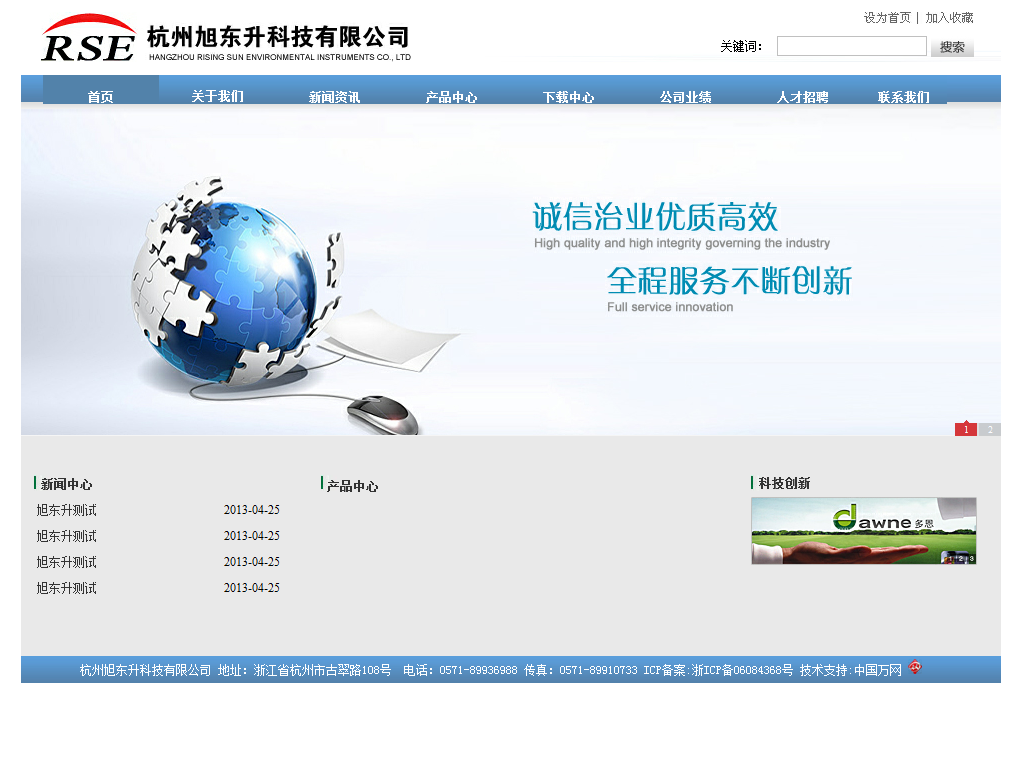 设为首页 | 加入收藏
RSE 杭州旭东升科技有限公司
HANGZHOU RISING SUN ENVIRONMENTAL INSTRUMENTS CO., LTD
关键词: 搜索
首页 关于我们 新闻资讯 产品中心 下载中心 公司业绩 人才招聘 联系我们
诚信治业优质高效
High quality and high integrity governing the industry
全程服务不断创新
Full service innovation
1 2
新闻中心 产品中心 科技创新
旭东升测试 2013-04-25
旭东升测试 2013-04-25
旭东升测试 2013-04-25
旭东升测试 2013-04-25
dawne 多恩
1 2 3
杭州旭东升科技有限公司 地址: 浙江省杭州市古翠路108号 电话: 0571-89936988 传真: 0571-89910733 ICP备案:浙ICP备06084368号 技术支持:中国万网